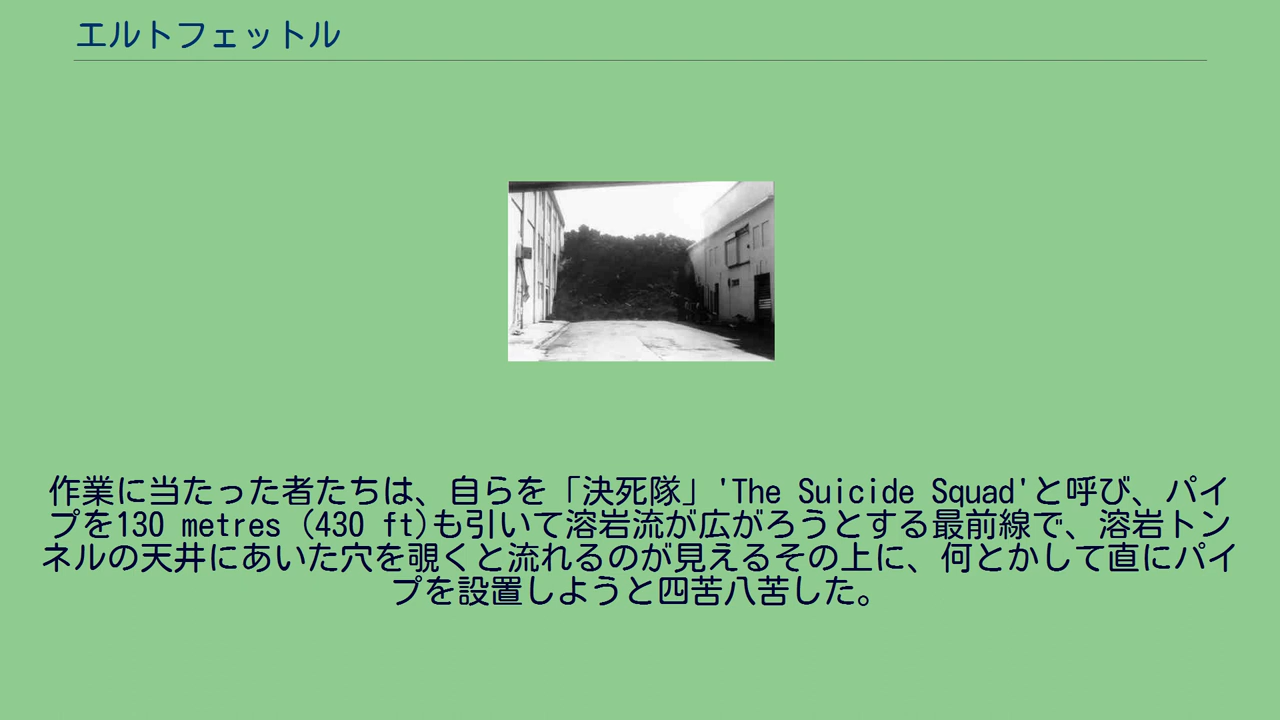 エルトフェットル
作業に当たった者たちは、自らを「決死隊」'The Suicide Squad'と呼び、パイ
プを130 metres (430 ft)も引いて溶岩流が広がろうとする最前線で、溶岩トン
ネルの天井にあいた穴を覗くと流れるのが見えるその上に、何とかして直にパイ
プを設置しようと四苦八苦した。